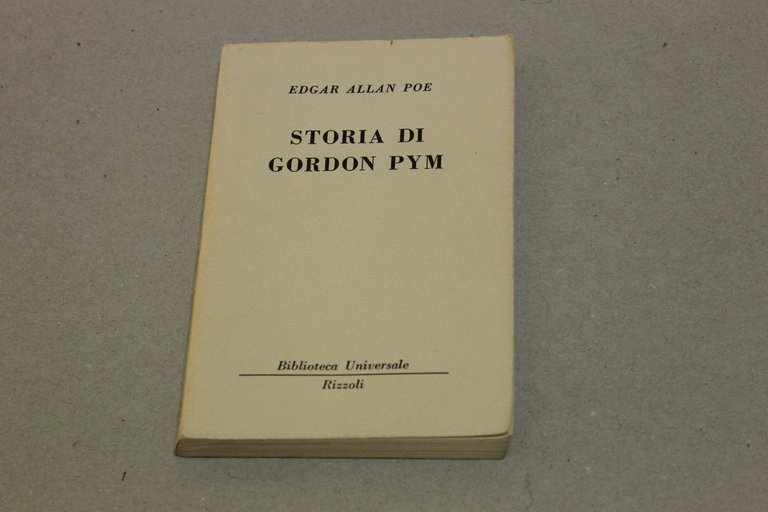 EDGAR ALLAN POE
STORIA DI
GORDON PYM
Biblioteca Universale
Rizzoli